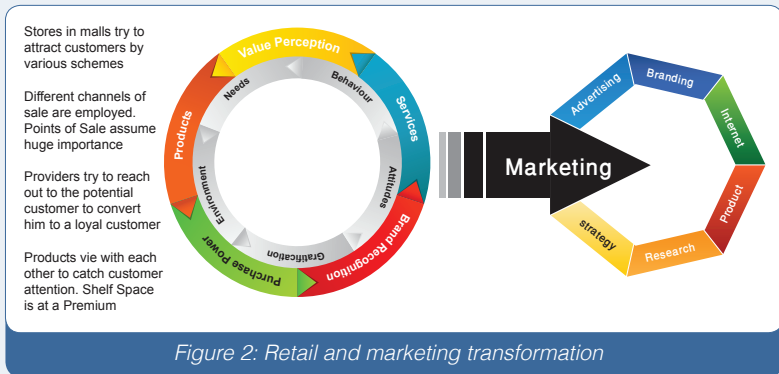 Stores in malls try to
attract customers by
various schemes
Different channels of
sale are employed.
Points of Sale assume
huge importance
Providers try to reach
out to the potential
customer to convert
him to a loyal customer
Products vie with each
other to catch customer
attention. Shelf Space
is at a Premium
Value Perception
Services
Brand Recognition
Purchase Power
Products
Needs
Behaviour
Attitudes
Gratification
Environment
Marketing
Advertising
Branding
Internet
Product
Research
strategy
Figure 2: Retail and marketing transformation